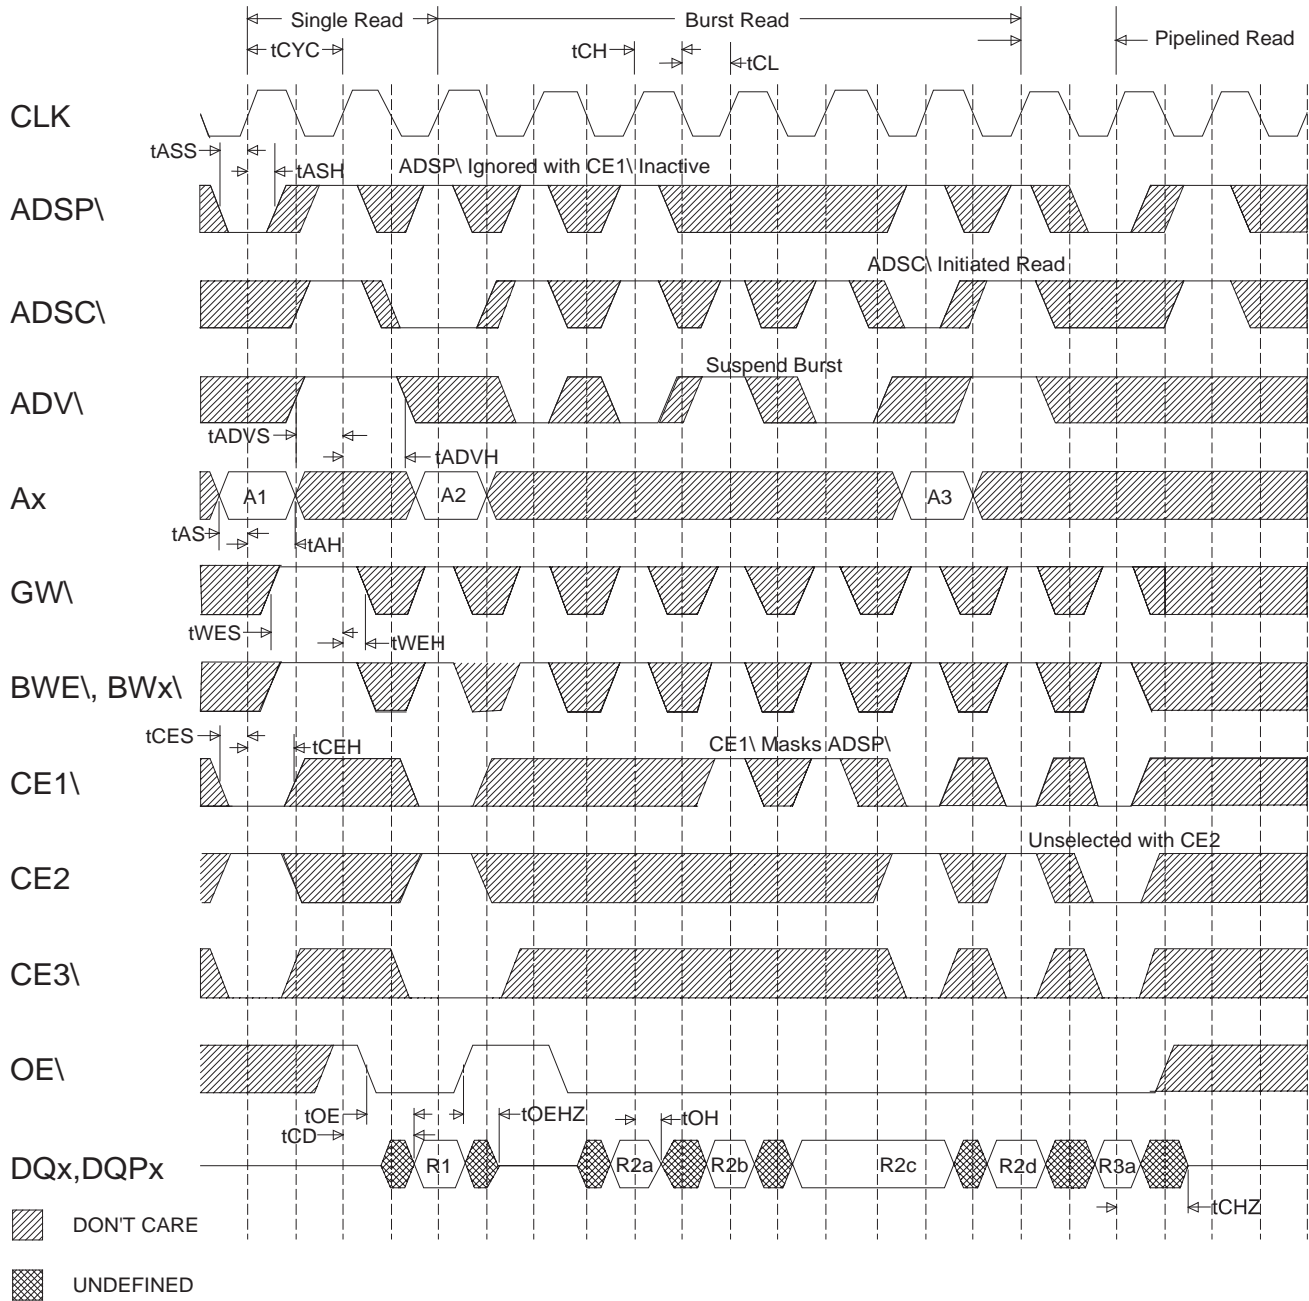 Single Read
Burst Read
Pipelined Read
tCYC
tCH
tCL
CLK
tASS
tASH
ADSP\ Ignored with CE1\ Inactive
ADSP\
ADSC\ Initiated Read
ADSC\
Suspend Burst
ADV\
tADVS
tADVH
Ax
A1
A2
A3
tAS
tAH
GW\
tWES
tWEH
BWE\, BWx\
tCES
tCEH
CE1\ Masks ADSP\
CE1\
Unselected with CE2
CE2
CE3\
OE\
tOE
tOEHZ
tOH
tCD
DQx,DQPx
R1
R2a
R2b
R2c
R2d
R3a
tCHZ
DON'T CARE
UNDEFINED